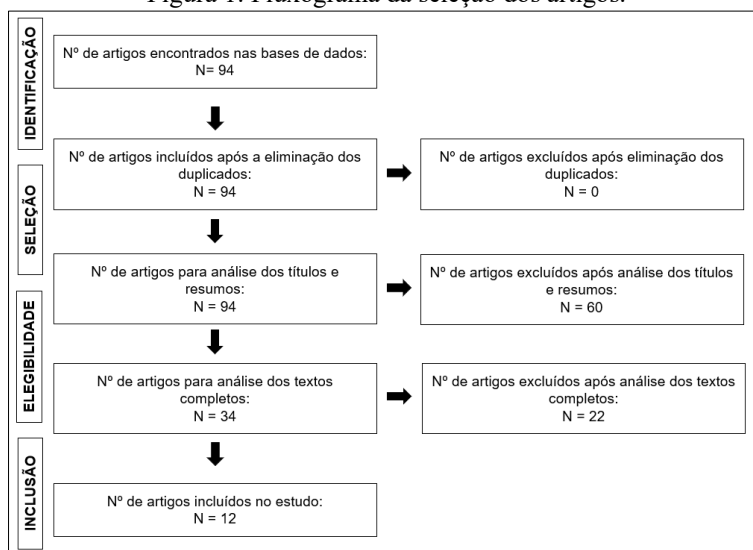 Figura 1: Fluxograma da seleção dos artigos.
IDENTIFICAÇÃO
Nº de artigos encontrados nas bases de dados:
N= 94
Nº de artigos incluídos após a eliminação dos
duplicados:
N = 94
Nº de artigos excluídos após eliminação dos
duplicados:
N = 0
SELEÇÃO
Nº de artigos para análise dos títulos e
resumos:
N = 94
Nº de artigos excluídos após análise dos títulos
e resumos:
N = 60
ELEGIBILIDADE
Nº de artigos para análise dos textos
completos:
N = 34
Nº de artigos excluídos após análise dos textos
completos:
N = 22
INCLUSÃO
Nº de artigos incluídos no estudo:
N = 12